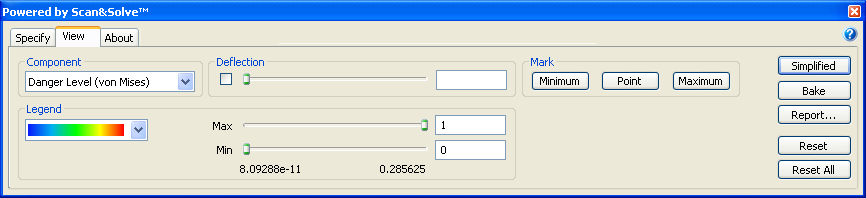 Powered by Scan&Solve™
Specify View About
Component
Danger Level (von Mises)
Deflection
Mark
Minimum Point Maximum
Legend
Max 1
Min 0
8.09288e-11 0.285625
Simplified
Bake
Report...
Reset
Reset All